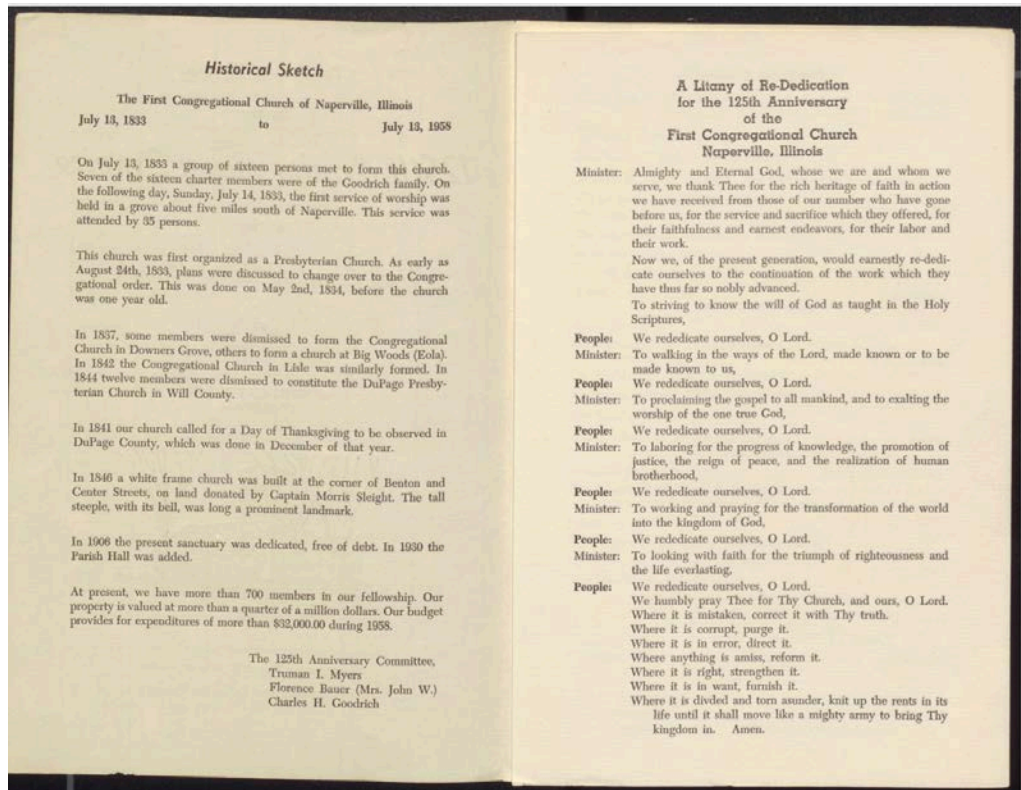 Historical Sketch
The First Congregational Church of Naperville, Illinois
July 13, 1833 to July 13, 1958
On July 13, 1833 a group of sixteen persons met to form this church.
Seven of the sixteen charter members were of the Goodrich family. On
the following day, Sunday, July 14, 1833, the first service of worship was
held in a grove about five miles south of Naperville. This service was
attended by 35 persons.
This church was first organized as a Presbyterian Church. As early as
August 24th, 1833, plans were discussed to change over to the Congre-
gational order. This was done on May 2nd, 1834, before the church
was one year old.
In 1837, some members were dismissed to form the Congregational
Church in Downers Grove, others to form a church at Big Woods (Eola).
In 1842 the Congregational Church in Lisle was similarly formed. In
1844 twelve members were dismissed to constitute the DuPage Presby-
terian Church in Will County.
In 1841 our church called for a Day of Thanksgiving to be observed in
DuPage County, which was done in December of that year.
In 1846 a white frame church was built at the corner of Benton and
Center Streets, on land donated by Captain Morris Sleight. The tall
steeple, with its bell, was long a prominent landmark.
In 1906 the present sanctuary was dedicated, free of debt. In 1930 the
Parish Hall was added.
At present, we have more than 700 members in our fellowship. Our
property is valued at more than a quarter of a million dollars. Our budget
provides for expenditures of more than $32,000.00 during 1958.
The 125th Anniversary Committee,
Truman I. Myers
Florence Bauer (Mrs. John W.)
Charles H. Goodrich
A Litany of Re-Dedication
for the 125th Anniversary
of the
First Congregational Church
Naperville, Illinois
Minister: Almighty and Eternal God, whose we are and whom we
serve, we thank Thee for the rich heritage of faith in action
we have received from those of our number who have gone
before us, for the service and sacrifice which they offered, for
their faithfulness and earnest endeavors, for their labor and
their work.
Now we, of the present generation, would earnestly re-dedi-
cate ourselves to the continuation of the work which they
have thus far so nobly advanced.
To striving to know the will of God as taught in the Holy
Scriptures,
People: We rededicate ourselves, O Lord.
Minister: To walking in the ways of the Lord, made known or to be
made known to us,
People: We rededicate ourselves, O Lord.
Minister: To proclaiming the gospel to all mankind, and to exalting the
worship of the one true God,
People: We rededicate ourselves, O Lord.
Minister: To laboring for the progress of knowledge, the promotion of
justice, the reign of peace, and the realization of human
brotherhood,
People: We rededicate ourselves, O Lord.
Minister: To working and praying for the transformation of the world
into the kingdom of God,
People: We rededicate ourselves, O Lord.
Minister: To looking with faith for the triumph of righteousness and
the life everlasting,
People: We rededicate ourselves, O Lord.
We humbly pray Thee for Thy Church, and ours, O Lord.
Where it is mistaken, correct it with Thy truth.
Where it is corrupt, purge it.
Where it is in error, direct it.
Where anything is amiss, reform it.
Where it is right, strengthen it.
Where it is in want, furnish it.
Where it is divded and torn asunder, knit up the rents in its
life until it shall move like a mighty army to bring Thy
kingdom in. Amen.